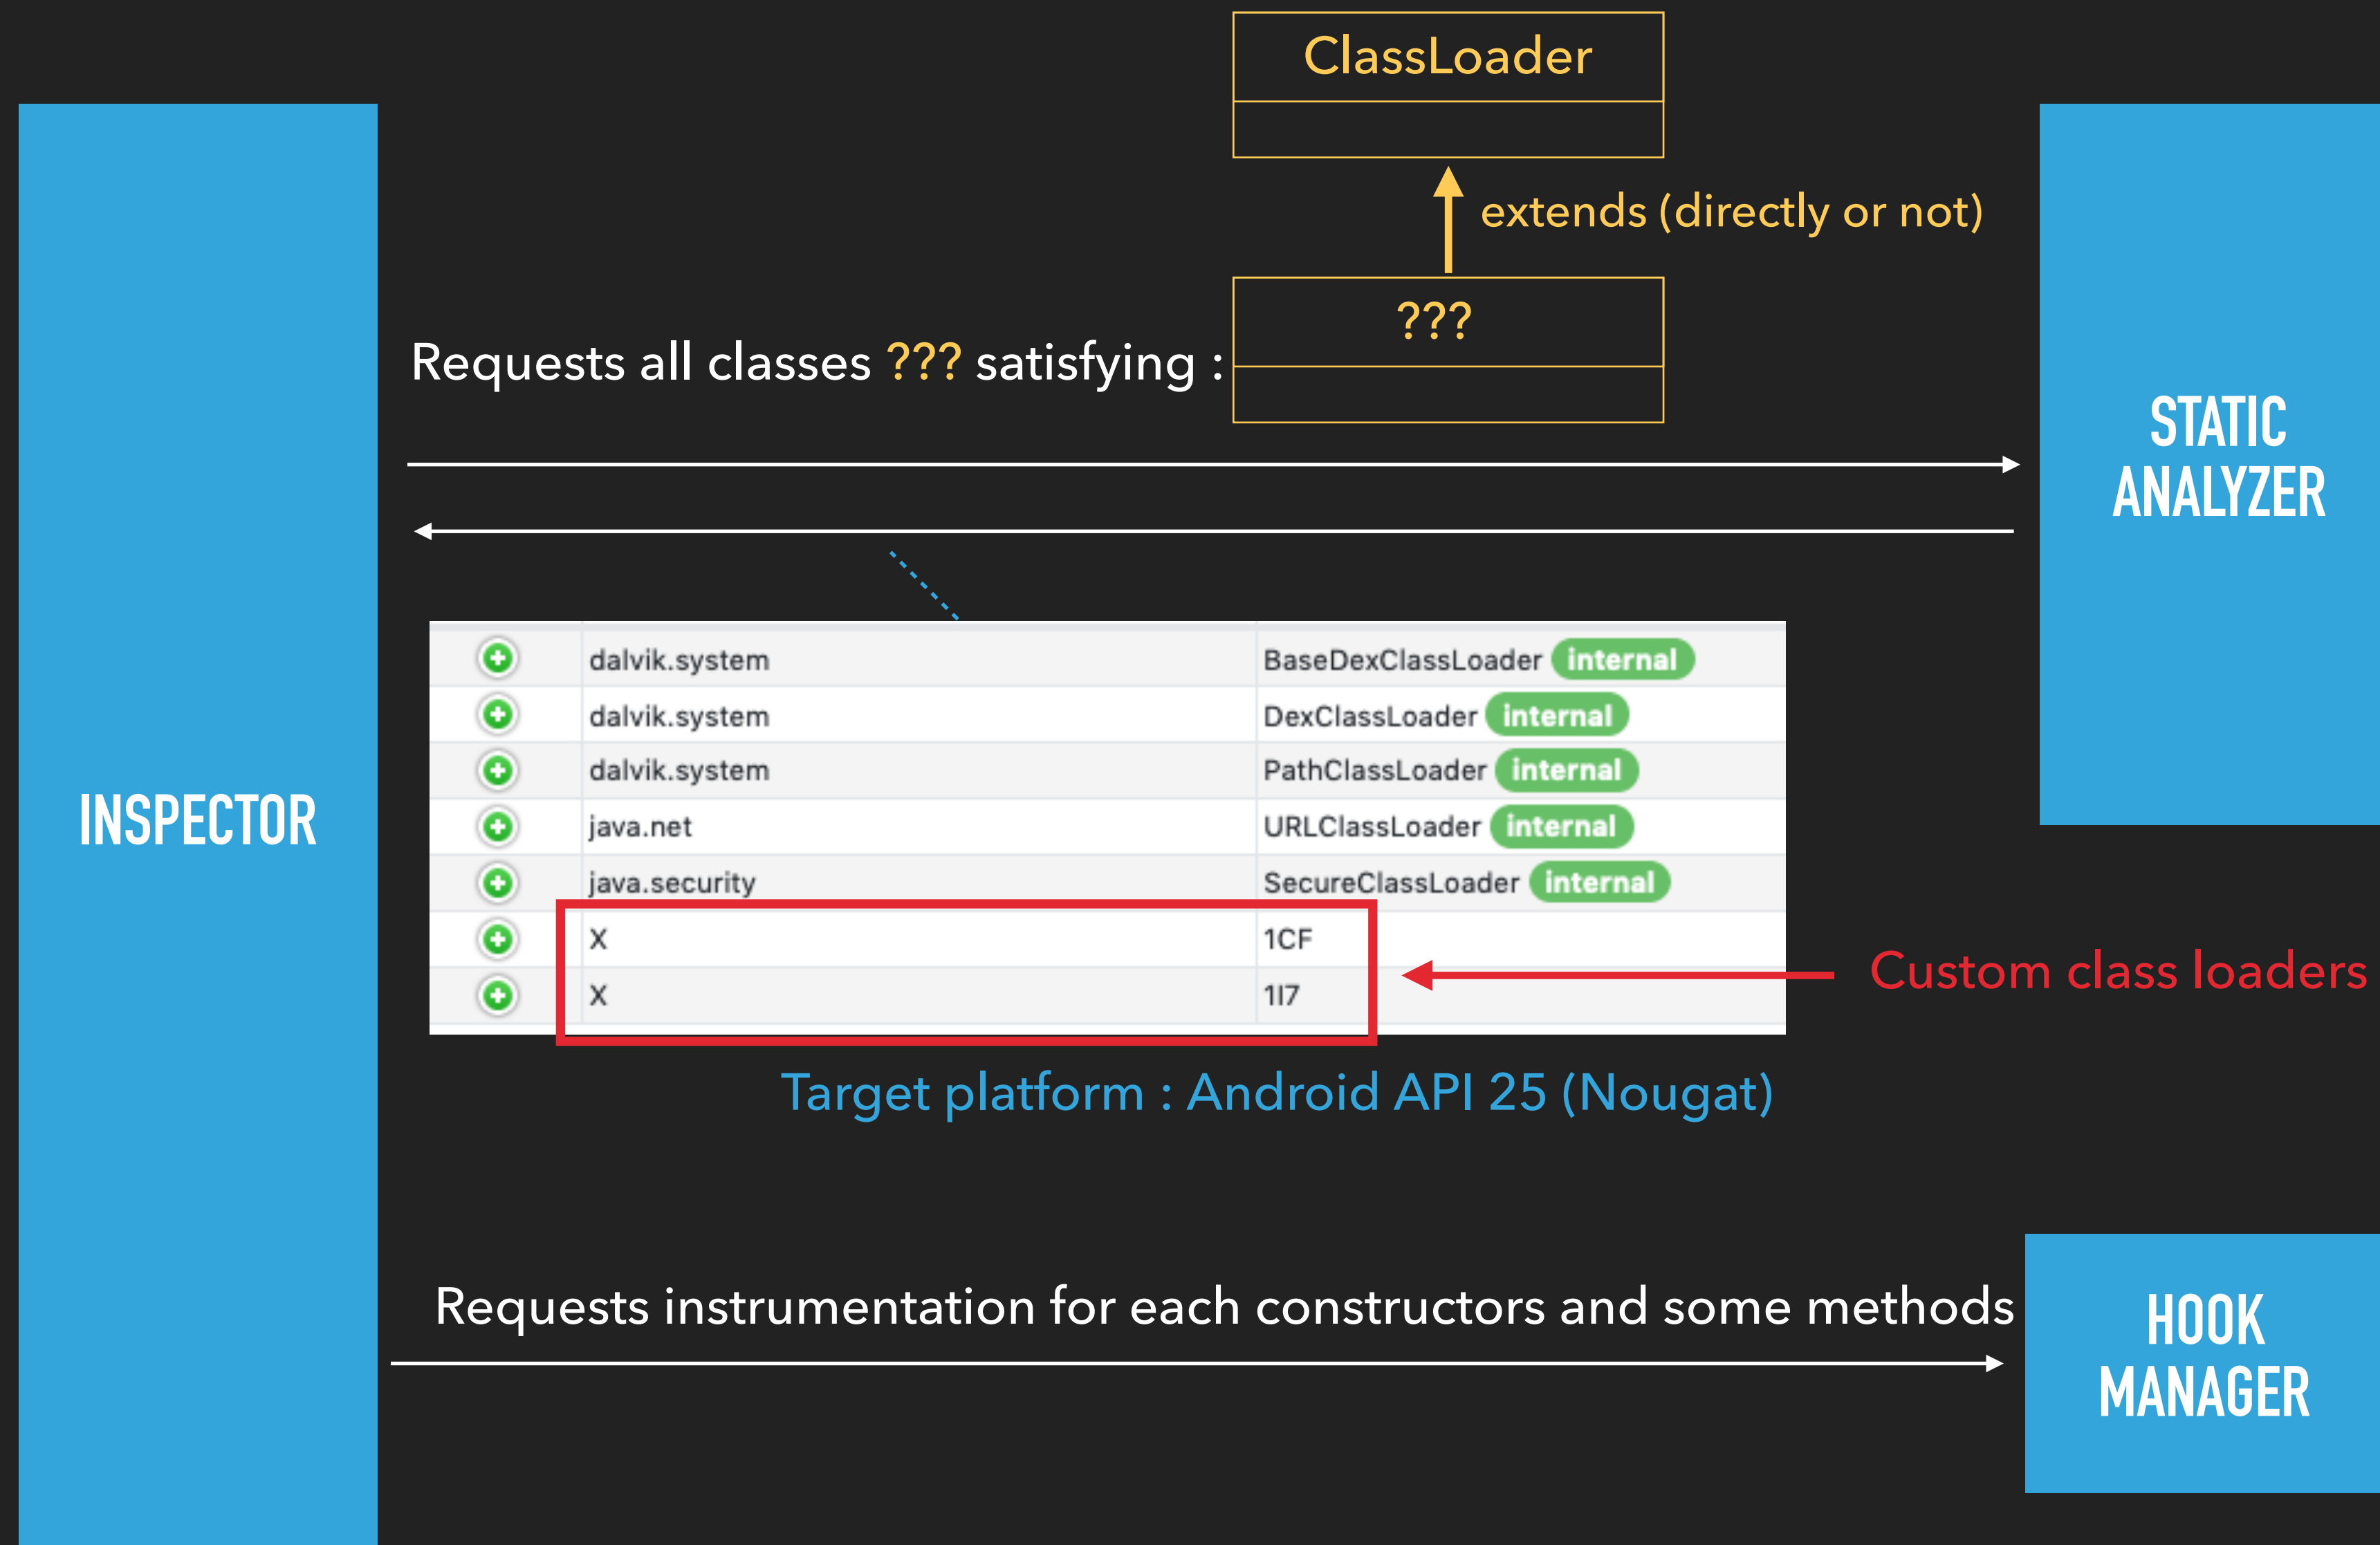 ClassLoader
extends (directly or not)
???
Requests all classes ??? satisfying :
STATIC
ANALYZER
INSPECTOR
dalvik.system BaseDexClassLoader internal
dalvik.system DexClassLoader internal
dalvik.system PathClassLoader internal
java.net URLClassLoader internal
java.security SecureClassLoader internal
X 1CF
X 1I7
Custom class loaders
Target platform : Android API 25 (Nougat)
Requests instrumentation for each constructors and some methods
HOOK
MANAGER